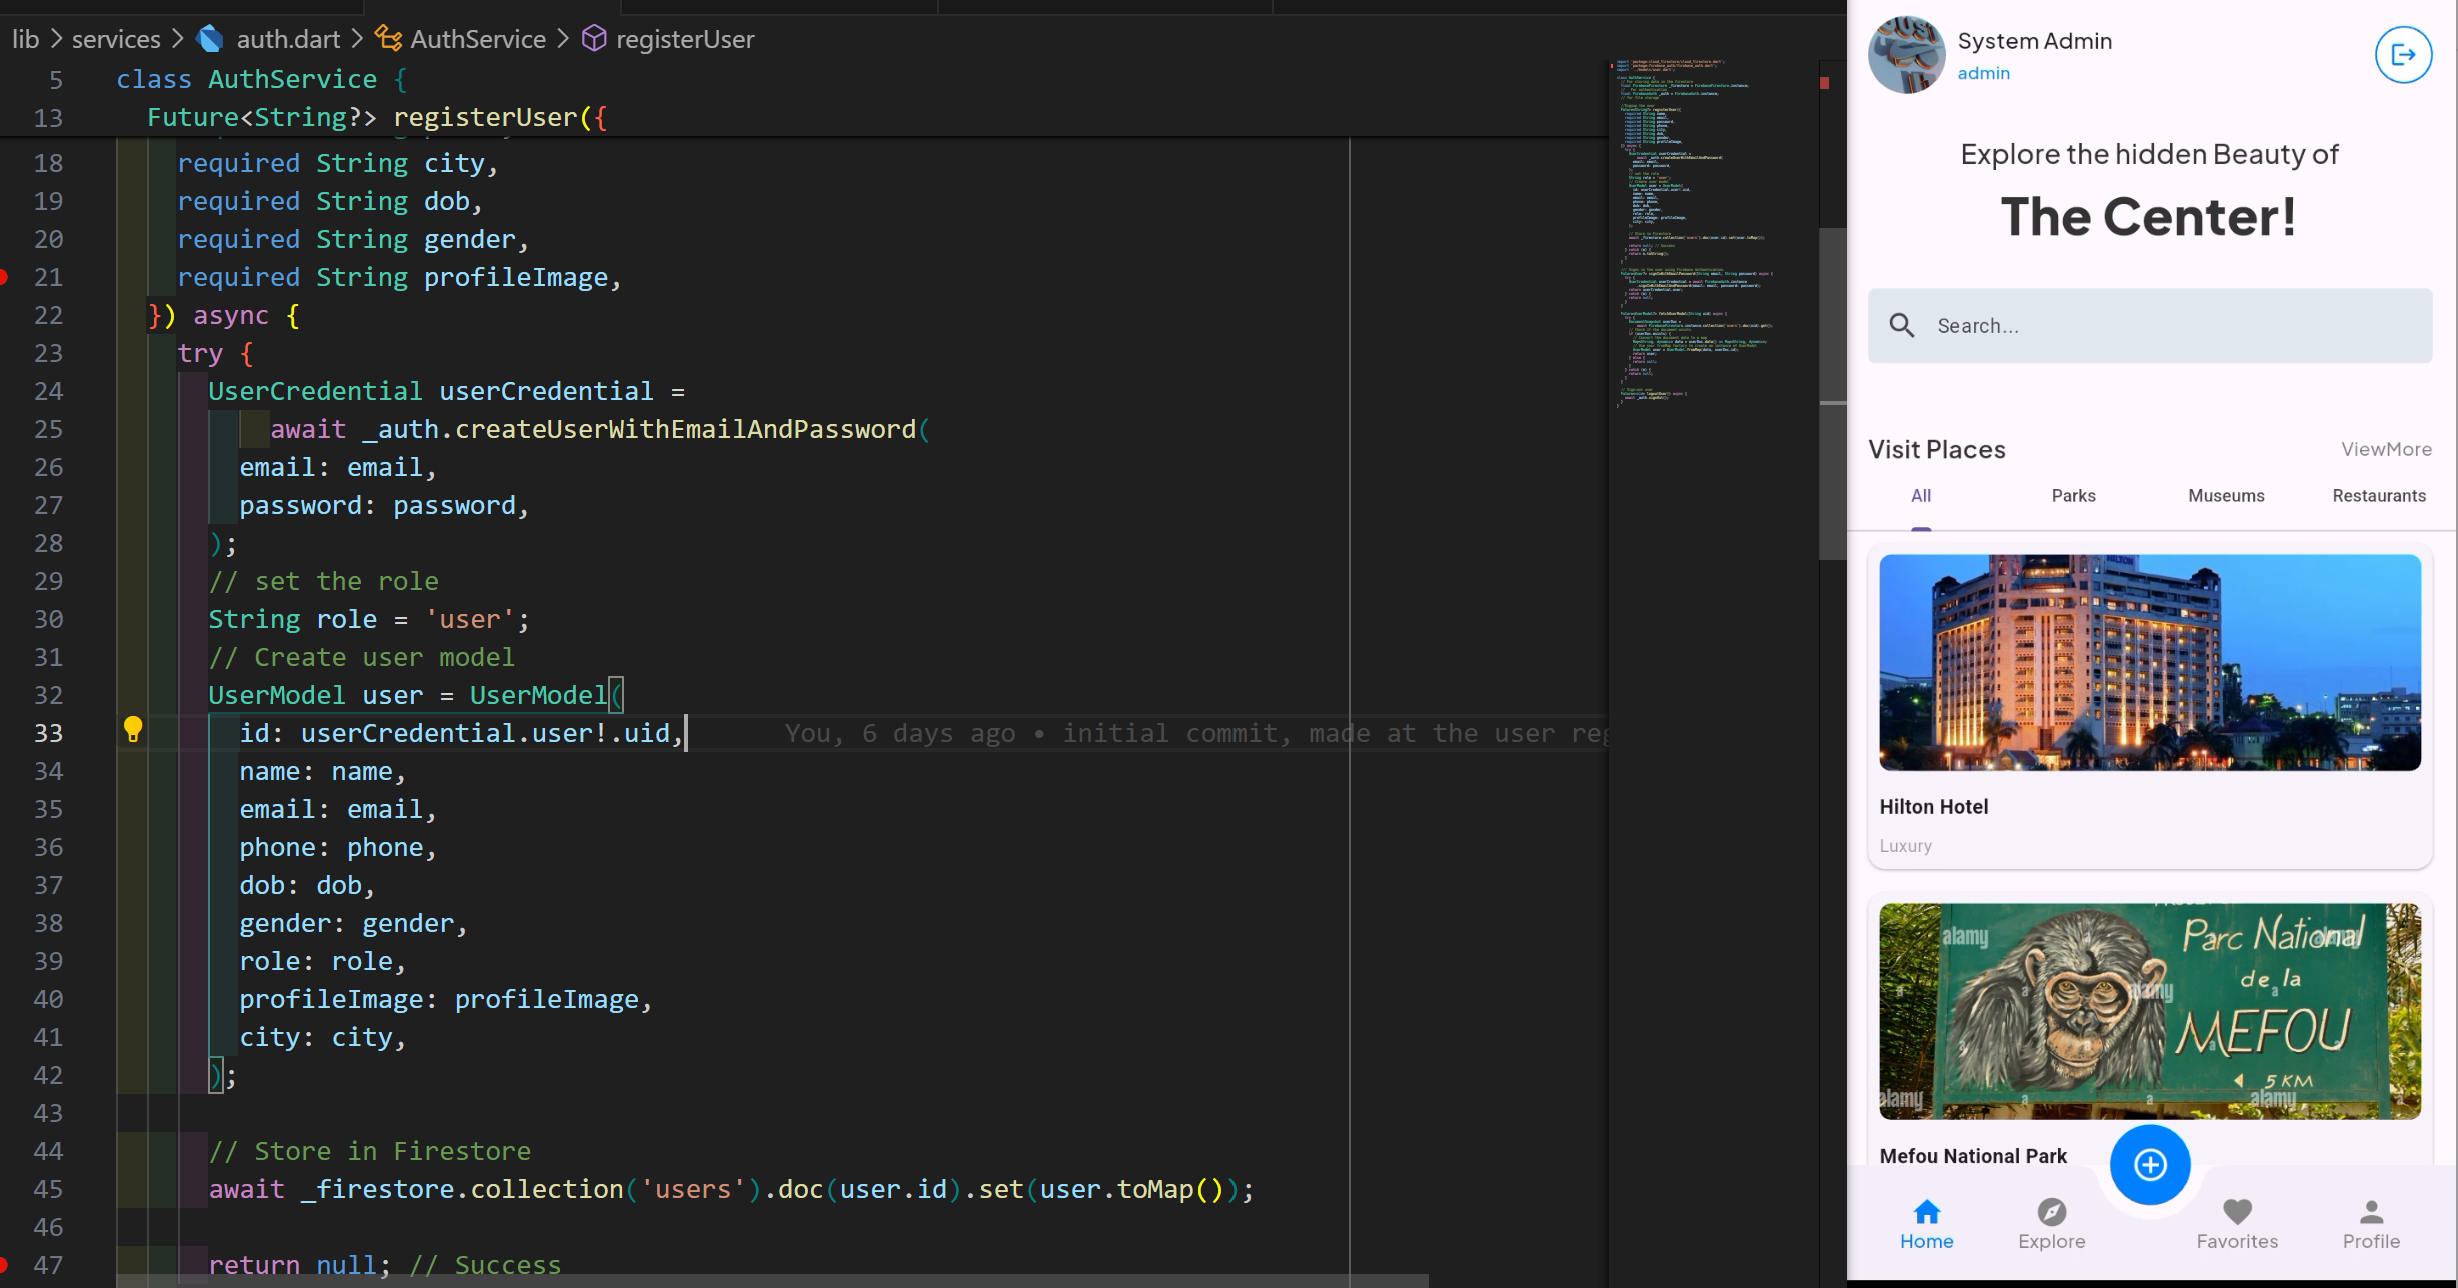 lib > services > auth.dart > AuthService > registerUser
5 class AuthService {
13 Future<String?> registerUser({
18 required String city,
19 required String dob,
20 required String gender,
21 required String profileImage,
22 }) async {
23 try {
24 UserCredential userCredential =
25 await _auth.createUserWithEmailAndPassword(
26 email: email,
27 password: password,
28 );
29 // set the role
30 String role = 'user';
31 // Create user model
32 UserModel user = UserModel(
33 id: userCredential.user!.uid, You, 6 days ago • initial commit, made at the user reg
34 name: name,
35 email: email,
36 phone: phone,
37 dob: dob,
38 gender: gender,
39 role: role,
40 profileImage: profileImage,
41 city: city,
42 );
43
44 // Store in Firestore
45 await _firestore.collection('users').doc(user.id).set(user.toMap());
46
47 return null; // Success
System Admin
admin
Explore the hidden Beauty of
The Center!
Search...
Visit Places
ViewMore
All
Parks
Museums
Restaurants
HILTON
Hilton Hotel
Luxury
Parc National
de la
MEFOU
5 KM
alamy
alamy
alamy
alamy
alamy
Mefou National Park
Home
Explore
Favorites
Profile